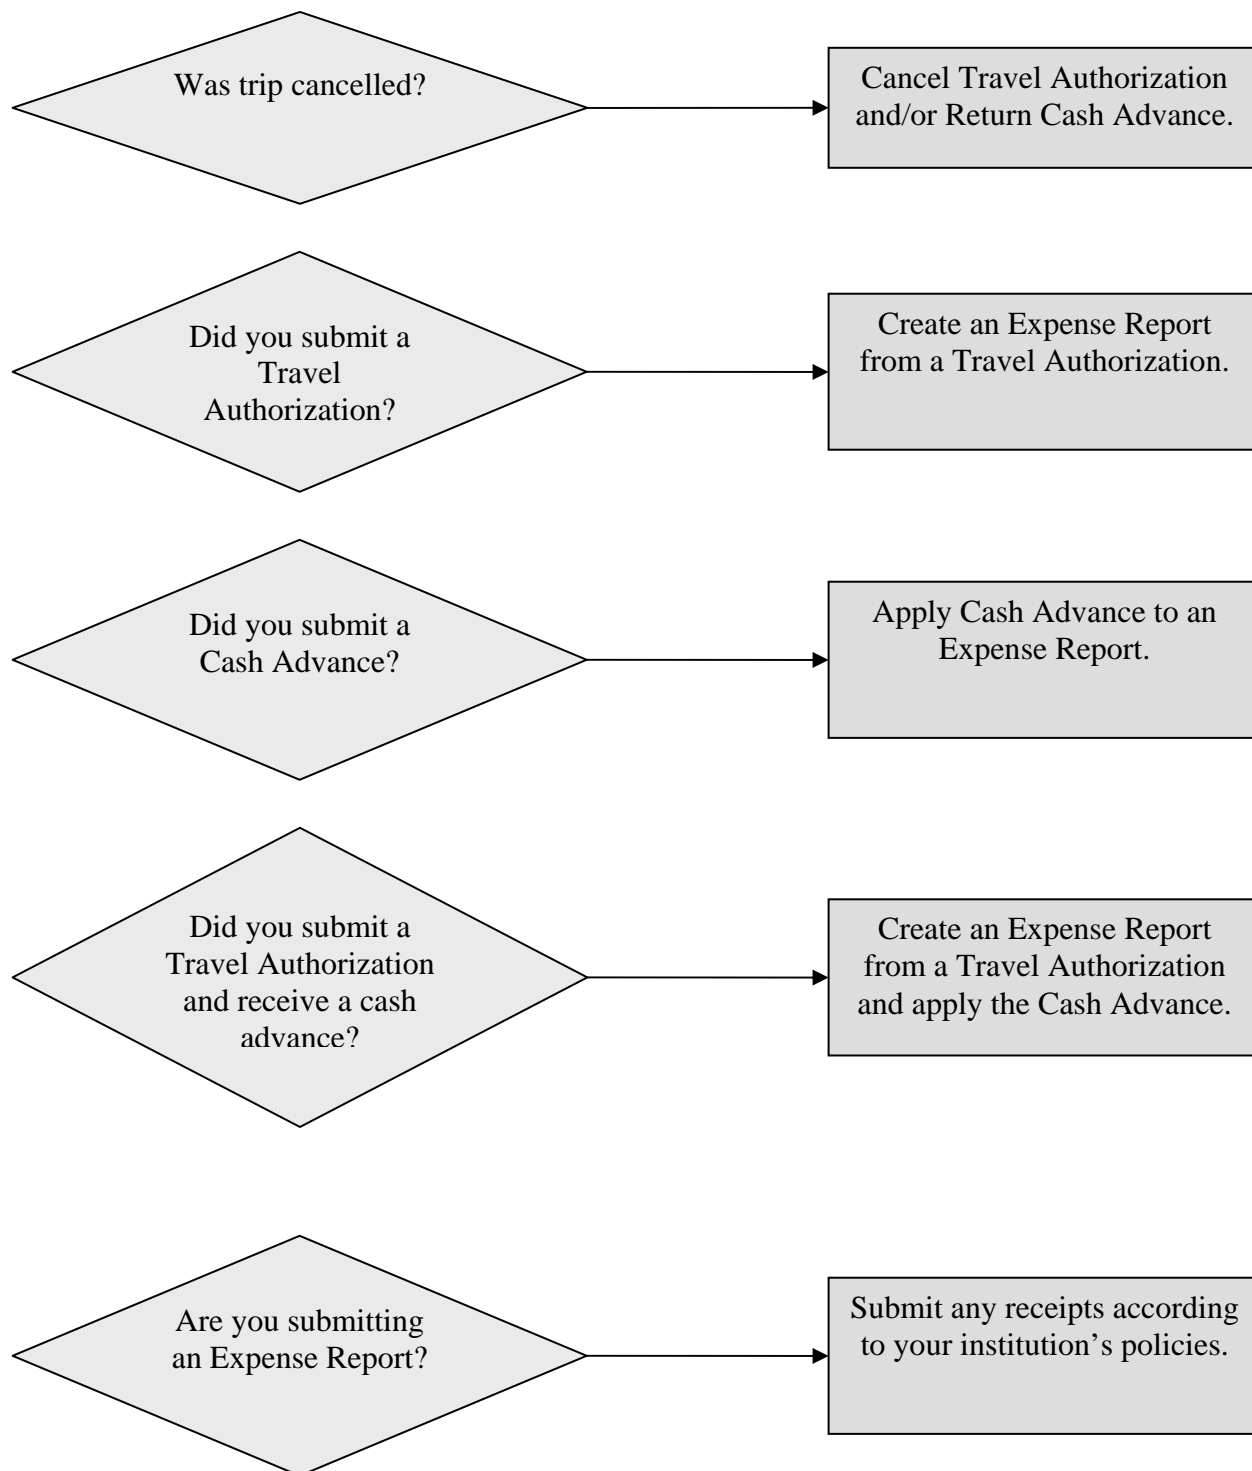 Was trip cancelled?
Cancel Travel Authorization
and/or Return Cash Advance.
Did you submit a
Travel
Authorization?
Create an Expense Report
from a Travel Authorization.
Did you submit a
Cash Advance?
Apply Cash Advance to an
Expense Report.
Did you submit a
Travel Authorization
and receive a cash
advance?
Create an Expense Report
from a Travel Authorization
and apply the Cash Advance.
Are you submitting
an Expense Report?
Submit any receipts according
to your institution’s policies.